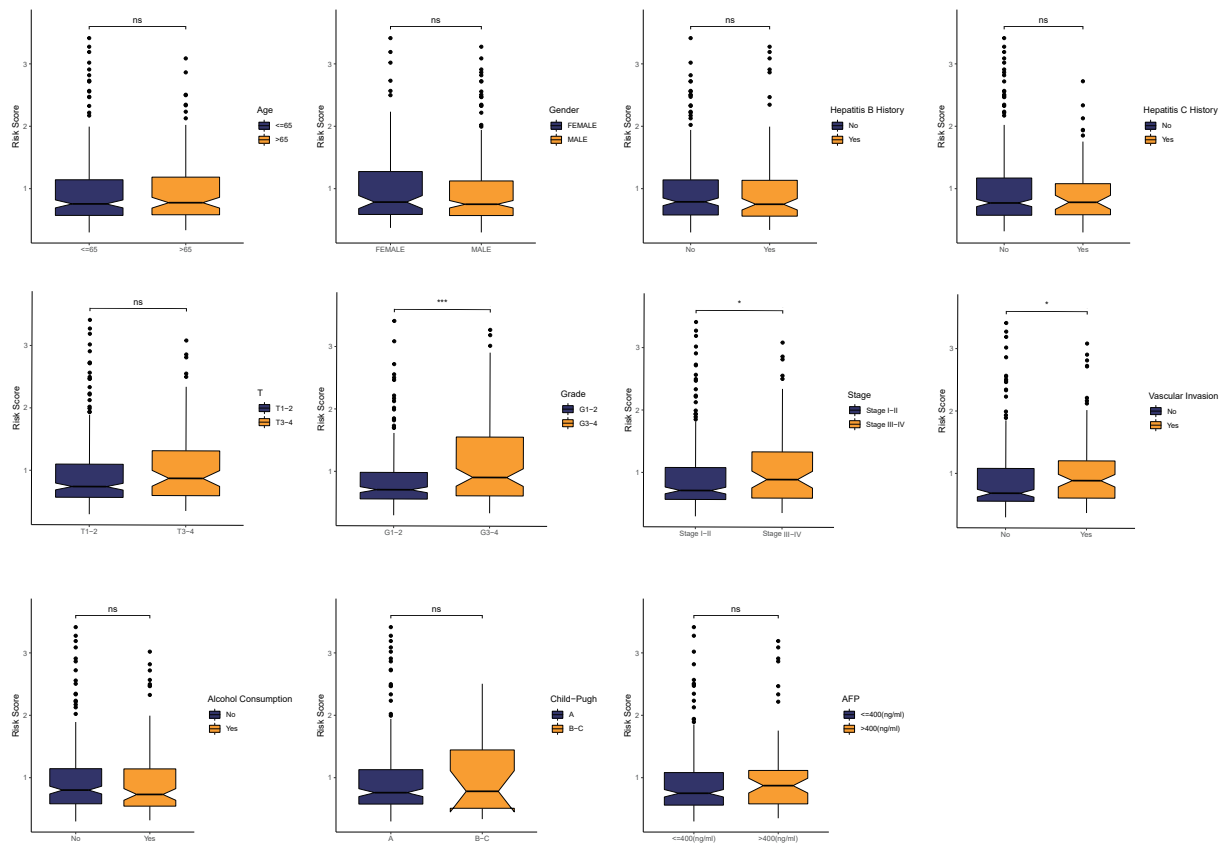 ns
3
2
1
Risk Score
<=65
>65
Age
<=65
>65
ns
3
2
1
Risk Score
FEMALE
MALE
Gender
FEMALE
MALE
ns
3
2
1
Risk Score
No
Yes
Hepatitis B History
No
Yes
ns
3
2
1
Risk Score
No
Yes
Hepatitis C History
No
Yes
ns
3
2
1
Risk Score
T1−2
T3−4
T
T1−2
T3−4
***
3
2
1
Risk Score
G1−2
G3−4
Grade
G1−2
G3−4
*
3
2
1
Risk Score
Stage I−II
Stage III−IV
Stage
Stage I−II
Stage III−IV
*
3
2
1
Risk Score
No
Yes
Vascular Invasion
No
Yes
ns
3
2
1
Risk Score
No
Yes
Alcohol Consumption
No
Yes
ns
3
2
1
Risk Score
A
B−C
Child−Pugh
A
B−C
ns
3
2
1
Risk Score
<=400(ng/ml)
>400(ng/ml)
AFP
<=400(ng/ml)
>400(ng/ml)